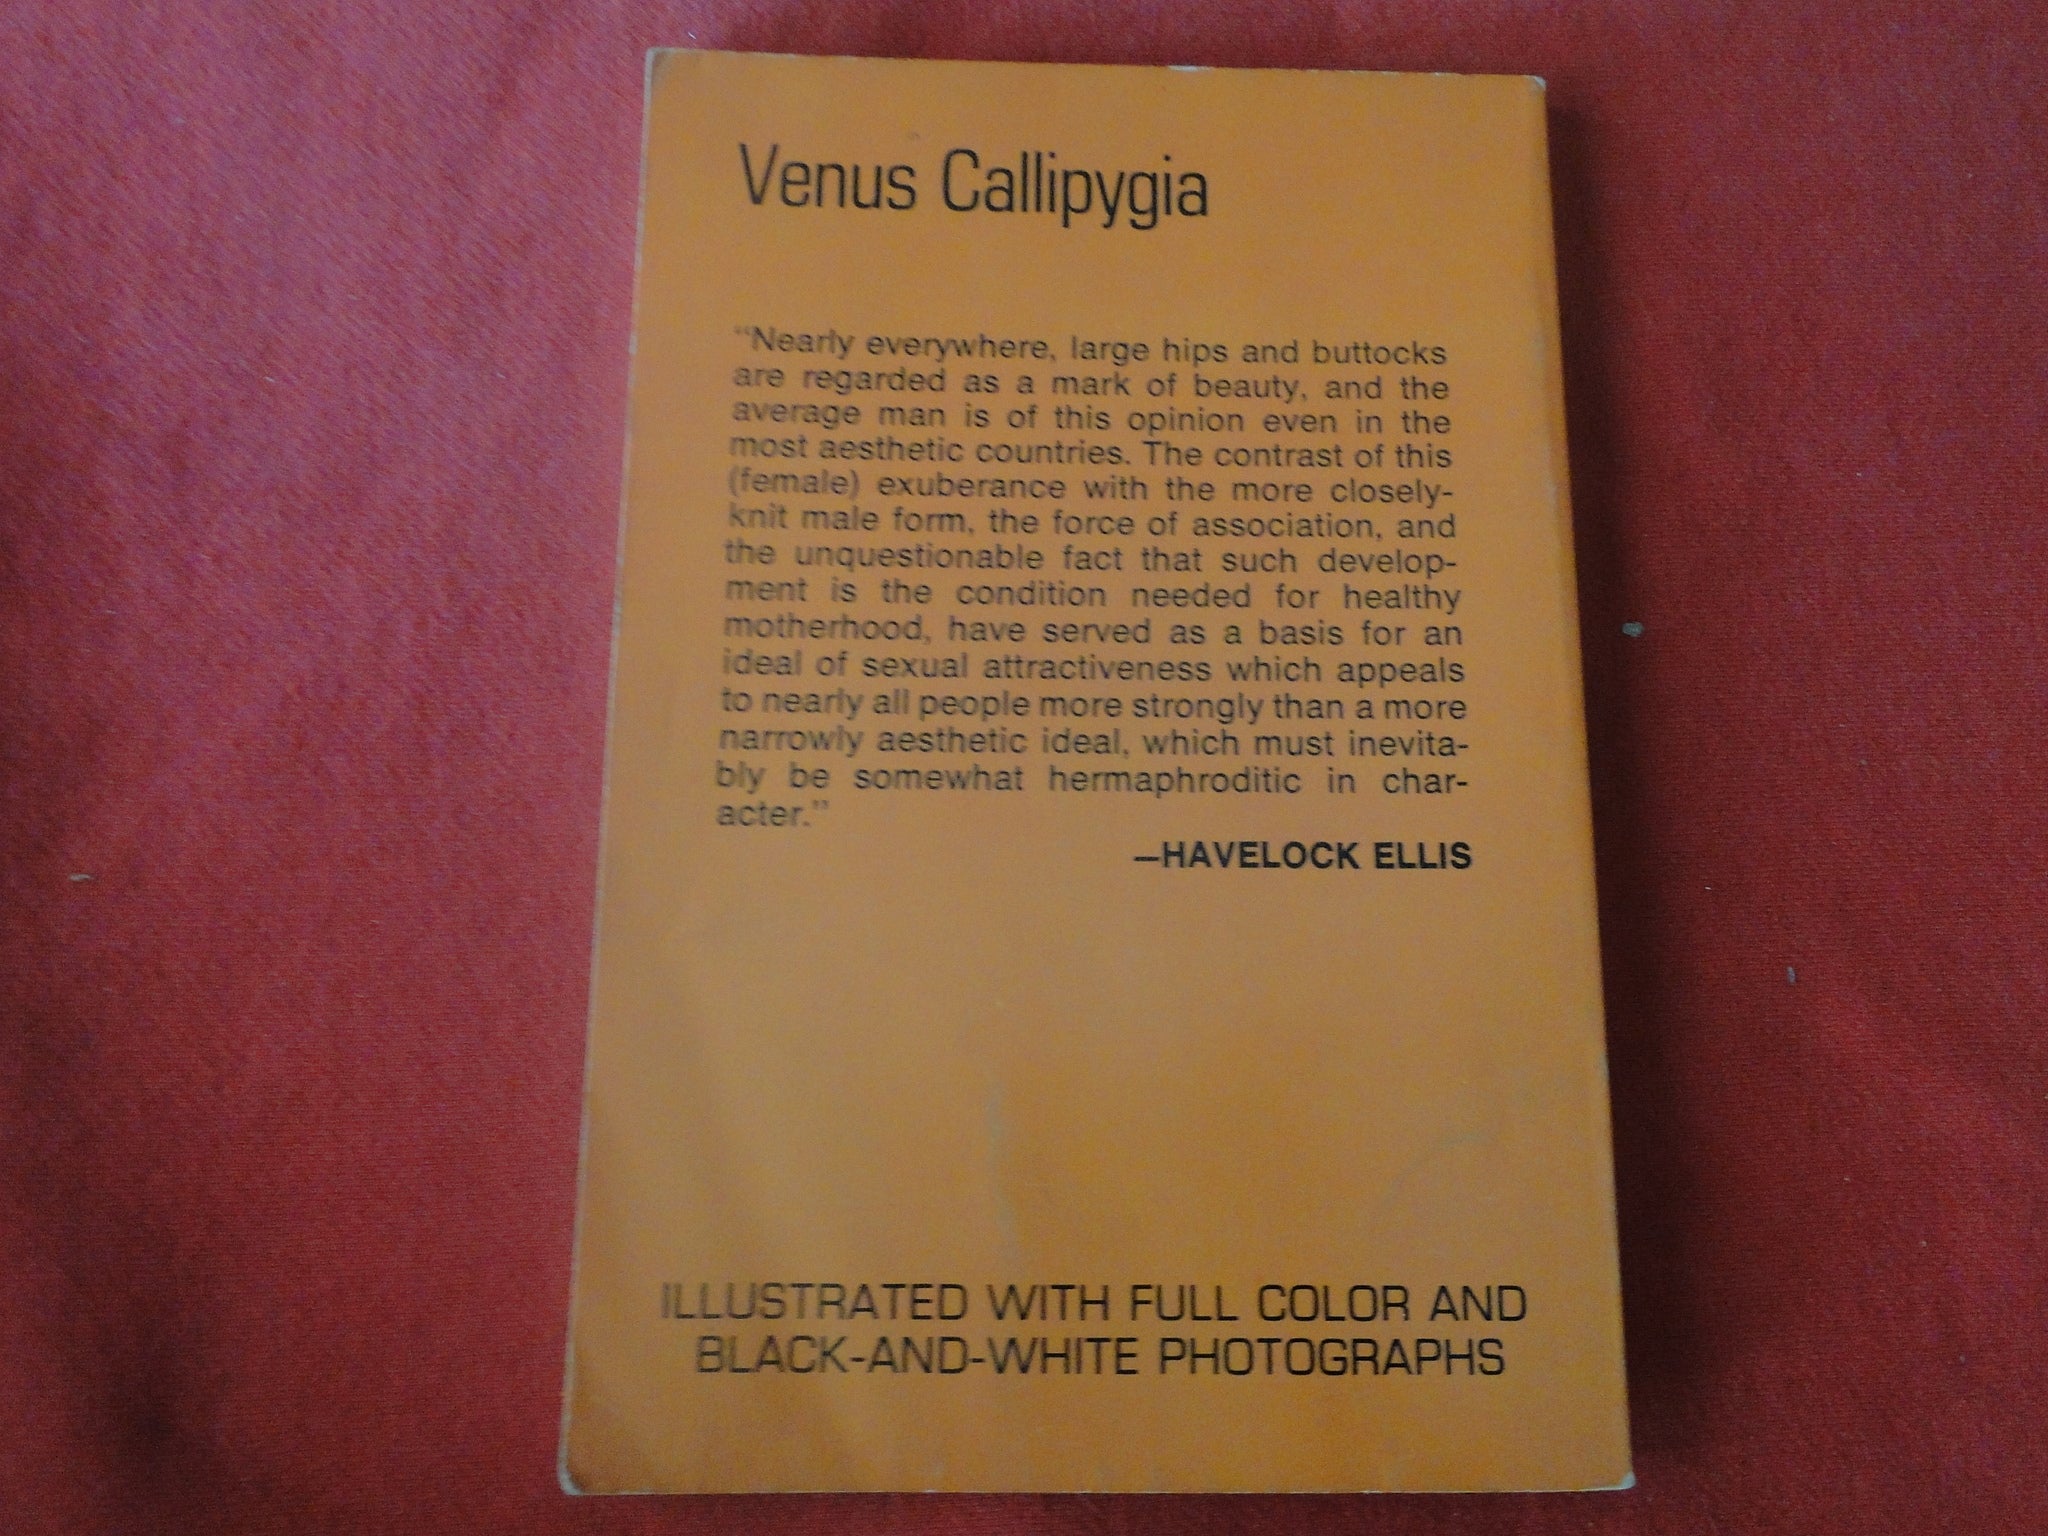 Venus Callipygia
"Nearly everywhere, large hips and buttocks
are regarded as a mark of beauty, and the
average man is of this opinion even in the
most aesthetic countries. The contrast of this
(female) exuberance with the more closely-
knit male form, the force of association, and
the unquestionable fact that such develop-
ment is the condition needed for healthy
motherhood, have served as a basis for an
ideal of sexual attractiveness which appeals
to nearly all people more strongly than a more
narrowly aesthetic ideal, which must inevita-
bly be somewhat hermaphroditic in char-
acter."
—HAVELOCK ELLIS
ILLUSTRATED WITH FULL COLOR AND
BLACK-AND-WHITE PHOTOGRAPHS